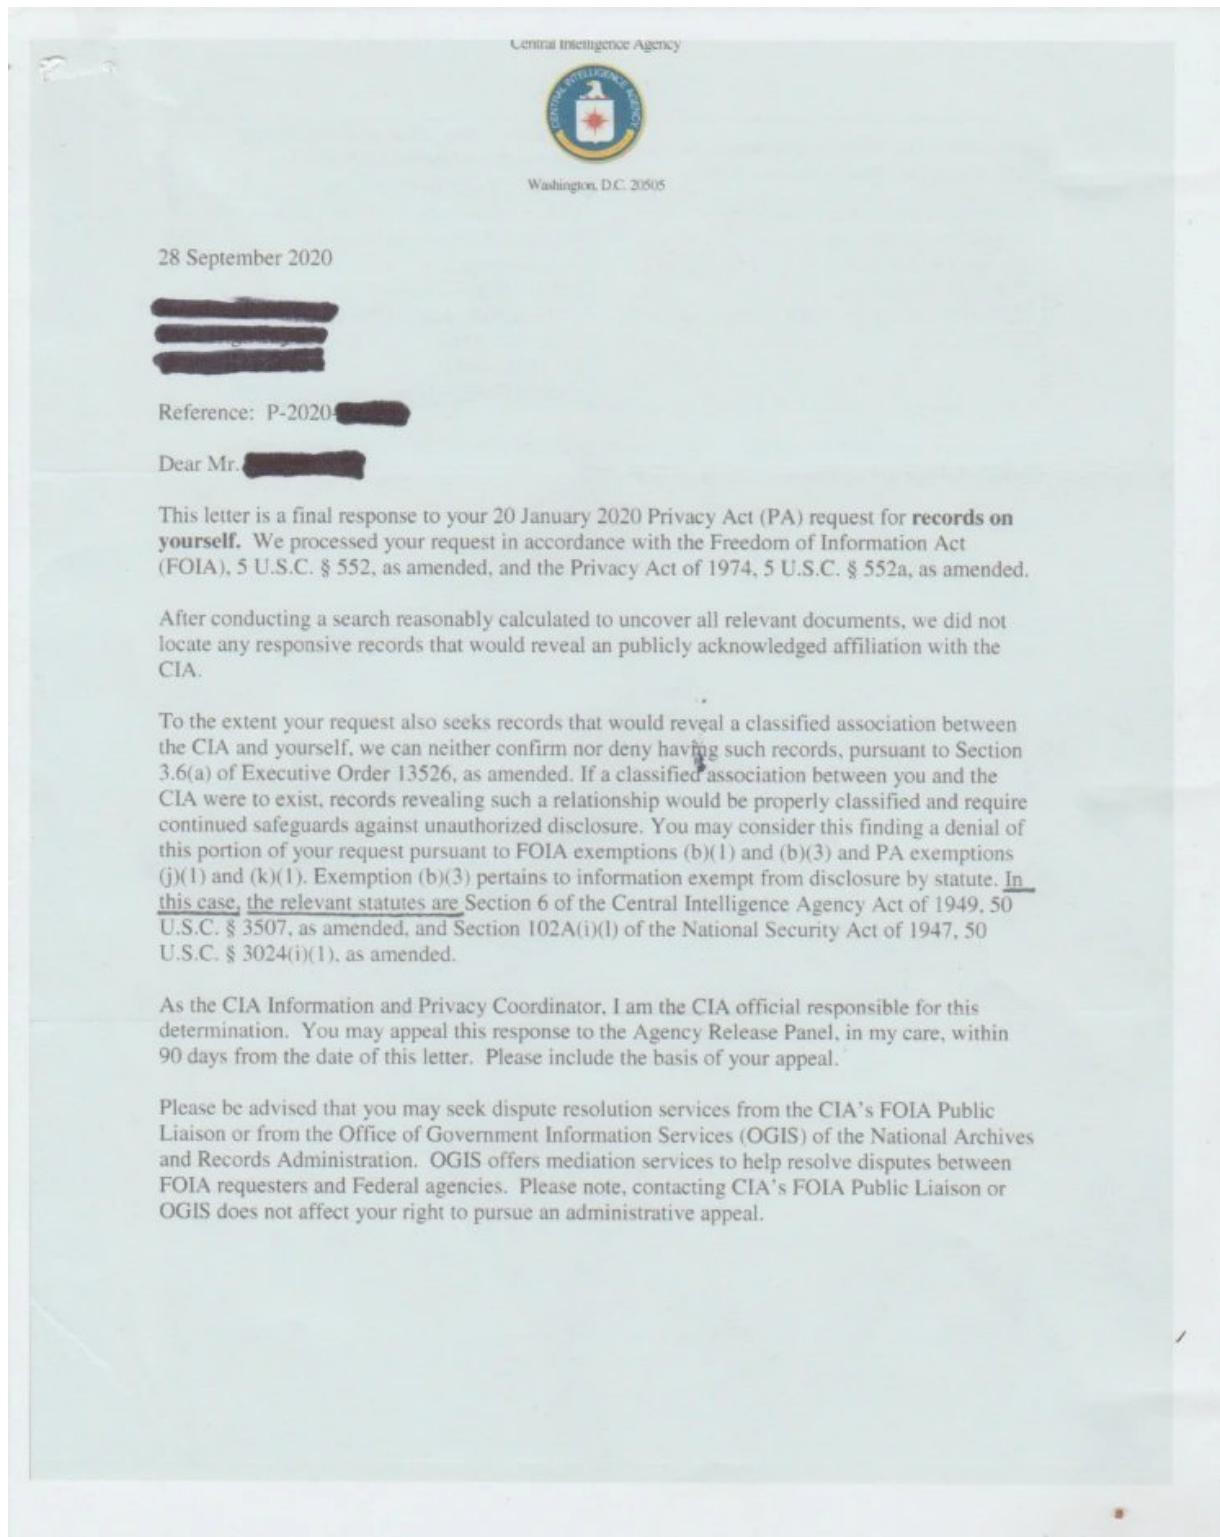 Central Intelligence Agency
CENTRAL INTELLIGENCE AGENCY
Washington, D.C. 20505
28 September 2020
Reference: P-2020-
Dear Mr.
This letter is a final response to your 20 January 2020 Privacy Act (PA) request for records on
yourself. We processed your request in accordance with the Freedom of Information Act
(FOIA), 5 U.S.C. § 552, as amended, and the Privacy Act of 1974, 5 U.S.C. § 552a, as amended.
After conducting a search reasonably calculated to uncover all relevant documents, we did not
locate any responsive records that would reveal an publicly acknowledged affiliation with the
CIA.
To the extent your request also seeks records that would reveal a classified association between
the CIA and yourself, we can neither confirm nor deny having such records, pursuant to Section
3.6(a) of Executive Order 13526, as amended. If a classified association between you and the
CIA were to exist, records revealing such a relationship would be properly classified and require
continued safeguards against unauthorized disclosure. You may consider this finding a denial of
this portion of your request pursuant to FOIA exemptions (b)(1) and (b)(3) and PA exemptions
(j)(1) and (k)(1). Exemption (b)(3) pertains to information exempt from disclosure by statute. In
this case, the relevant statutes are Section 6 of the Central Intelligence Agency Act of 1949, 50
U.S.C. § 3507, as amended, and Section 102A(i)(l) of the National Security Act of 1947, 50
U.S.C. § 3024(i)(1), as amended.
As the CIA Information and Privacy Coordinator, I am the CIA official responsible for this
determination. You may appeal this response to the Agency Release Panel, in my care, within
90 days from the date of this letter. Please include the basis of your appeal.
Please be advised that you may seek dispute resolution services from the CIA's FOIA Public
Liaison or from the Office of Government Information Services (OGIS) of the National Archives
and Records Administration. OGIS offers mediation services to help resolve disputes between
FOIA requesters and Federal agencies. Please note, contacting CIA's FOIA Public Liaison or
OGIS does not affect your right to pursue an administrative appeal.